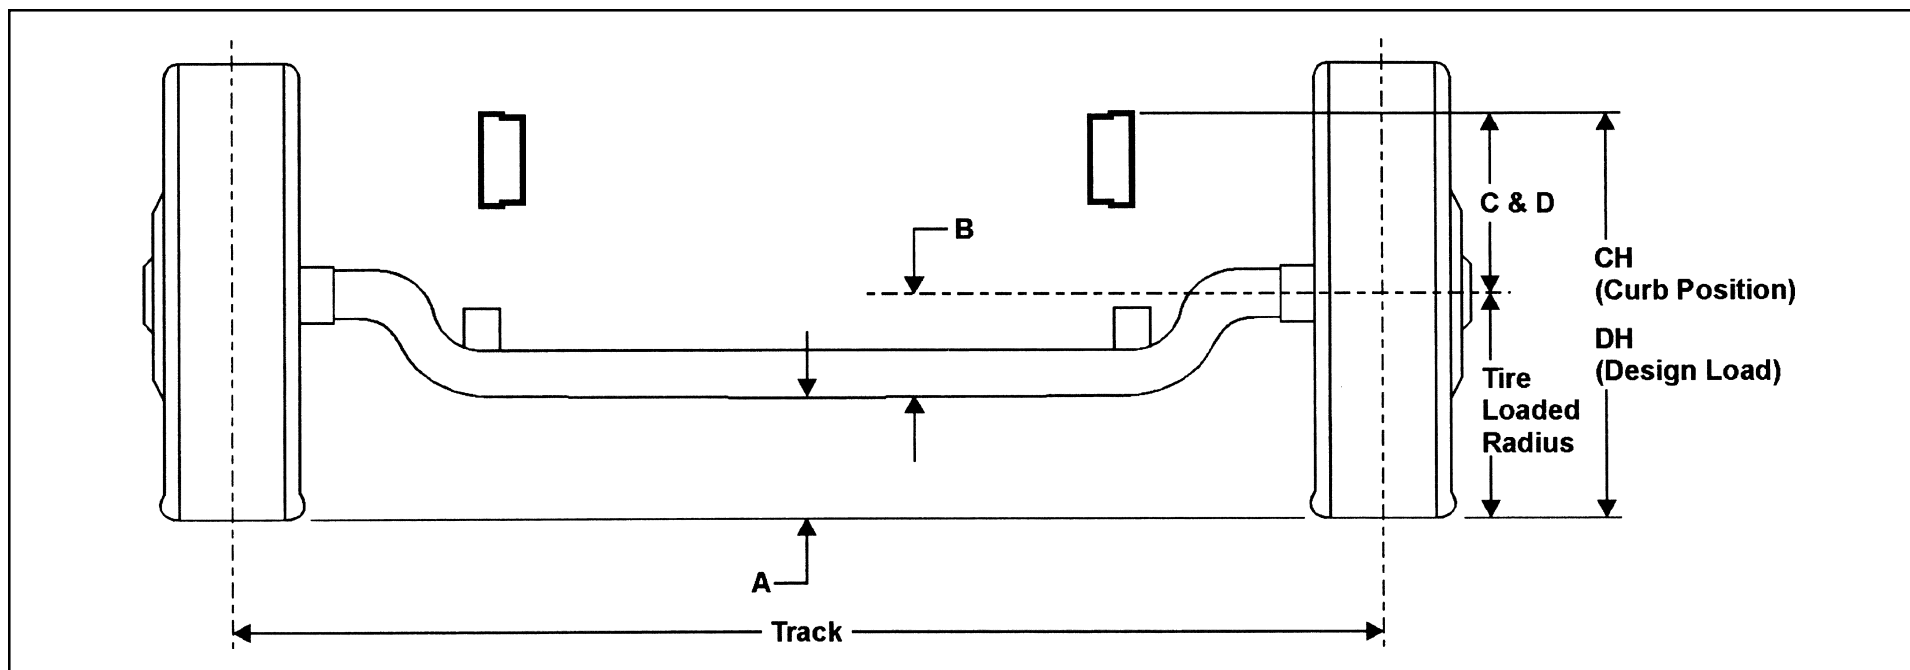 B
C & D
CH
(Curb Position)
DH
(Design Load)
Tire
Loaded
Radius
A
Track